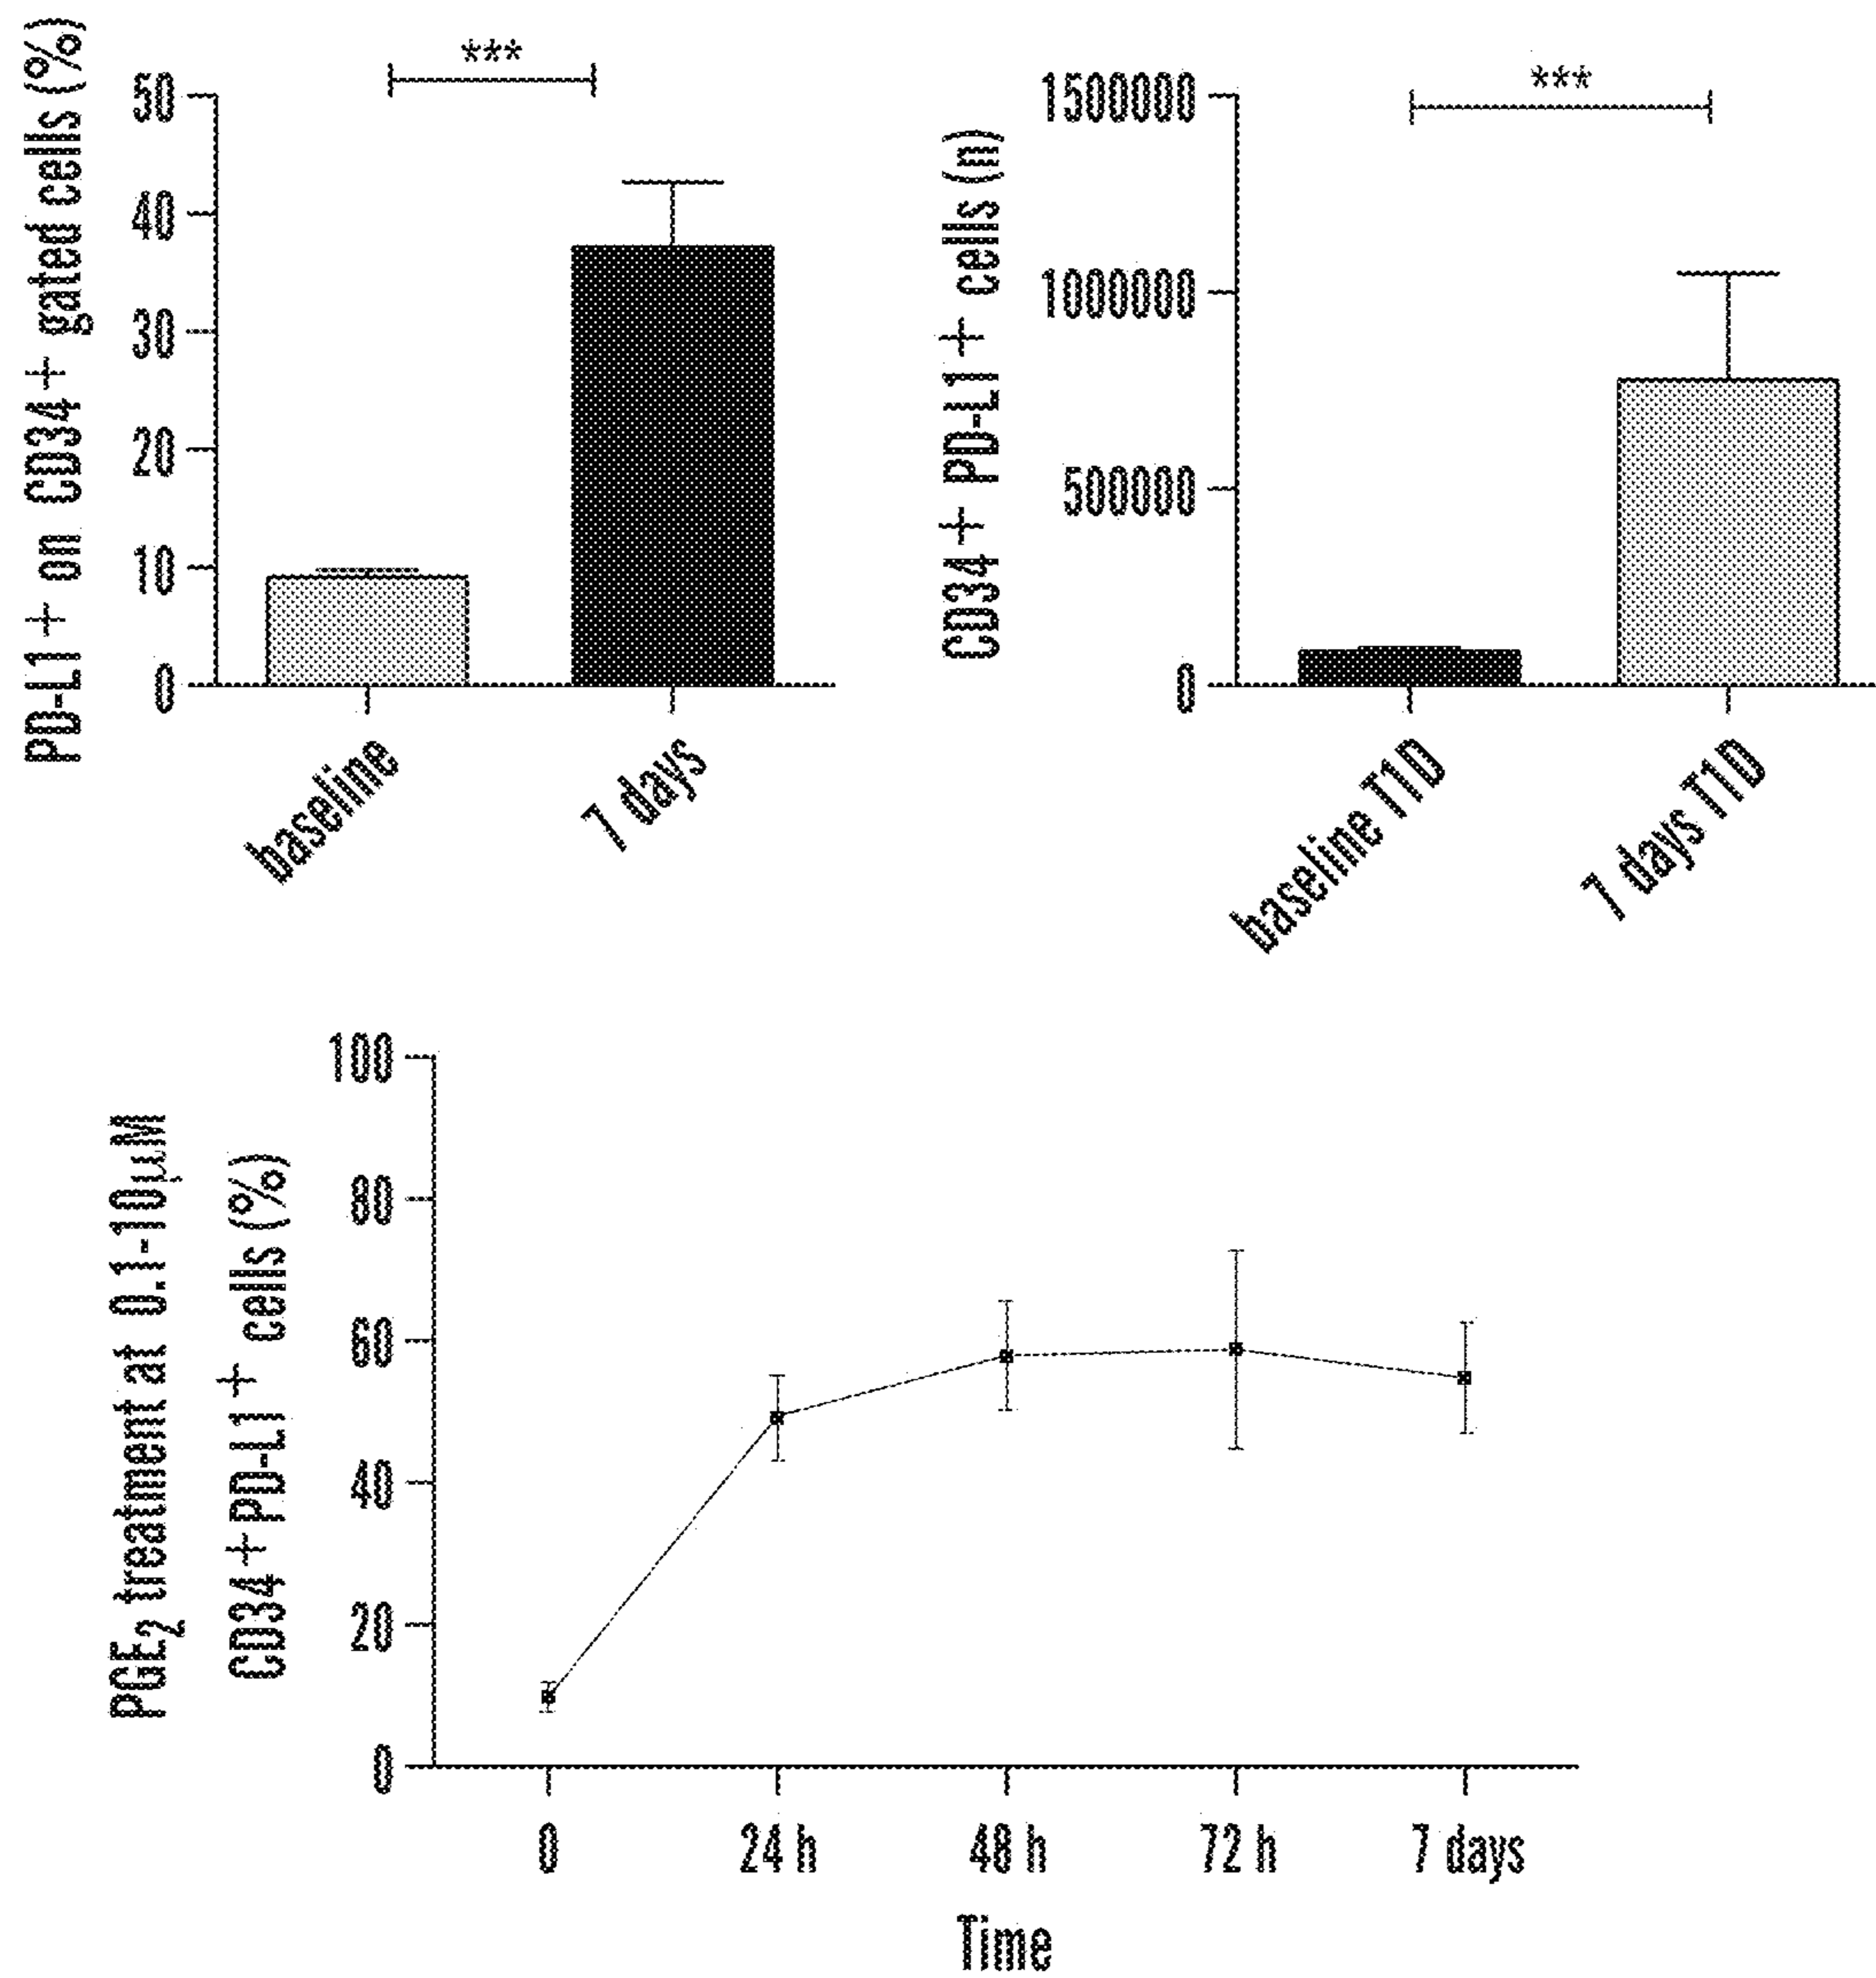 PD-L1+ on CD34+ gated cells (%)
***
50
40
30
20
10
0
baseline
7 days
CD34+ PD-L1+ cells (n)
***
1500000
1000000
500000
0
baseline T1D
7 days T1D
PGE2 treatment at 0.1-10μM
CD34+PD-L1+ cells (%)
100
80
60
40
20
0
0
24 h
48 h
72 h
7 days
Time